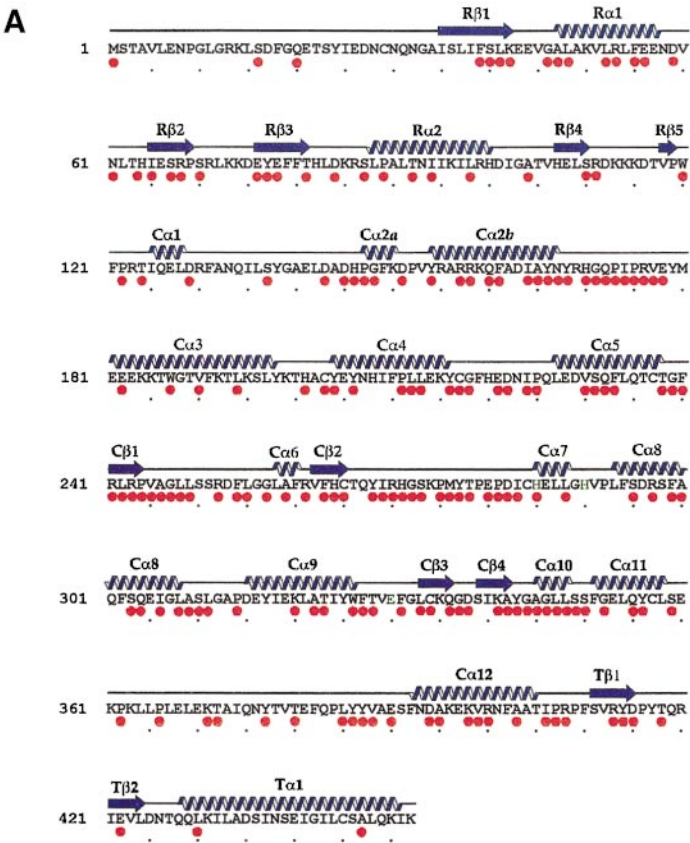 A
Rβ1 Rα1
1 MSTAVLENPGLGRKLSDFGQETSYIEDNCNQNGAISLIFSLKEEVGALAKVLRLFEENDV
Rβ2 Rβ3 Rα2 Rβ4 Rβ5
61 NLTHIESRPSRLKKDEYEFFTHLDKRSLPALTNIIKILRHDIGATVHELSRDKKKDTVPW
Cα1 Cα2a Cα2b
121 FPRTIQELDRFANQILSYGAELDADHPGFKDPVYRARRKQFADIAYNYRHGQPIPRVEYM
Cα3 Cα4 Cα5
181 EEEKKTWGTVFKTLKSLYKTHACYEYNHIFPLLEKYCGFHEDNIPQLEDVSQFLQTCTGF
Cβ1 Cα6 Cβ2 Cα7 Cα8
241 RLRPVAGLLSSRDFLGGLAFRVFHCTQYIRHGSKPMYTPEPDICHELLGHVPLFSDRSFA
Cα8 Cα9 Cβ3 Cβ4 Cα10 Cα11
301 QFSQEIGLASLGAPDEYIEKLATIYWFTVEFGLCKQGDSIKAYGAGLLSSFGELQYCLSE
Cα12 Tβ1
361 KPKLLPLELEKTAIQNYTVTEFQPLYYVAESFNDAKEKVRNFAATIPRPFSVRYDPYTQR
Tβ2 Tα1
421 IEVLDNTQQLKILADSINSEIGILCSALQKIK